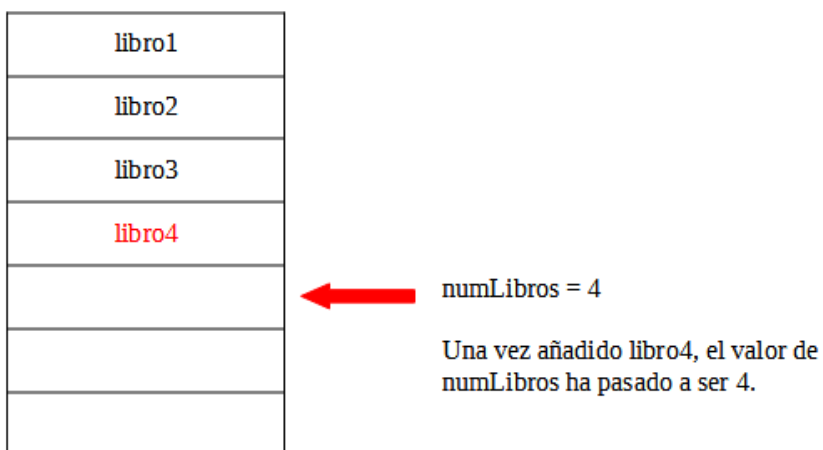 libro1
libro2
libro3
libro4
numLibros = 4
Una vez añadido libro4, el valor de
numLibros ha pasado a ser 4.